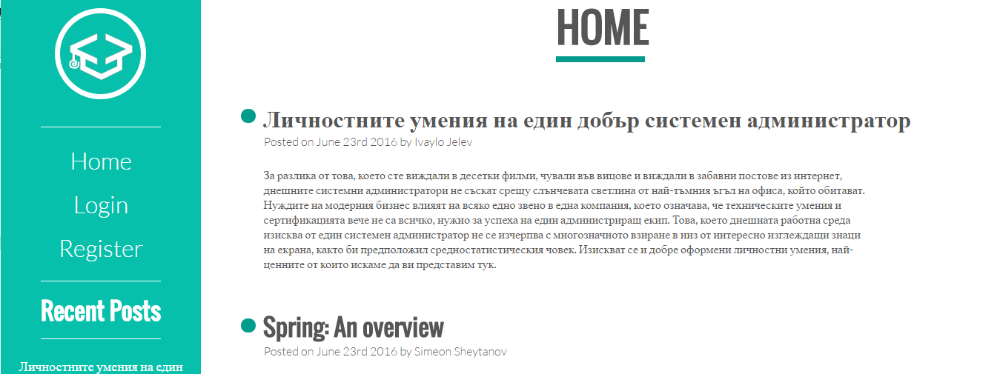 Home
Login
Register
Recent Posts
Личностните умения на един
HOME
Личностните умения на един добър системен администратор
Posted on June 23rd 2016 by Ivaylo Jelev
За разлика от това, което сте виждали в десетки филми, чували във вицове и виждали в забавни постове из интернет,
днешните системни администратори не съскат срещу слънчевата светлина от най-тъмния ъгъл на офиса, който обитават.
Нуждите на модерния бизнес влияят на всяко едно звено в една компания, което означава, че техническите умения и
сертификацията вече не са всичко, нужно за успеха на един администриращ екип. Това, което днешната работна среда
изисква от един системен администратор не се изчерпва с многозначното взиране в низ от интересно изглеждащи знаци
на екрана, както би предположил средностатистическия човек. Изискват се и добре оформени личностни умения, най-
ценните от които искаме да ви представим тук.
Spring: An overview
Posted on June 23rd 2016 by Simeon Sheytanov